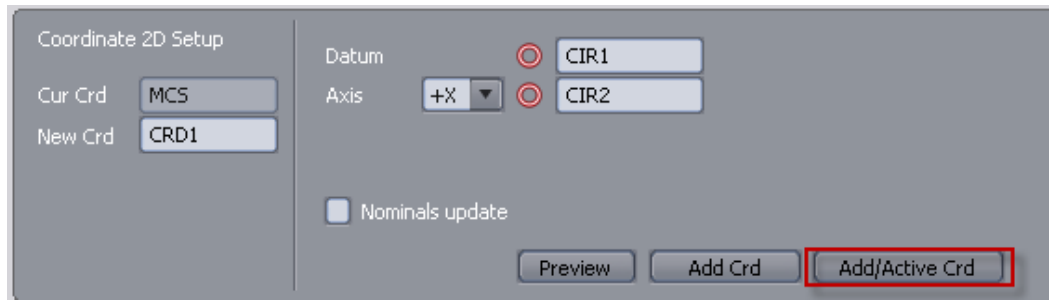 Coordinate 2D Setup
Cur Crd MCS
New Crd CRD1
Datum CIR1
Axis +X CIR2
Nominals update
Preview Add Crd Add/Active Crd